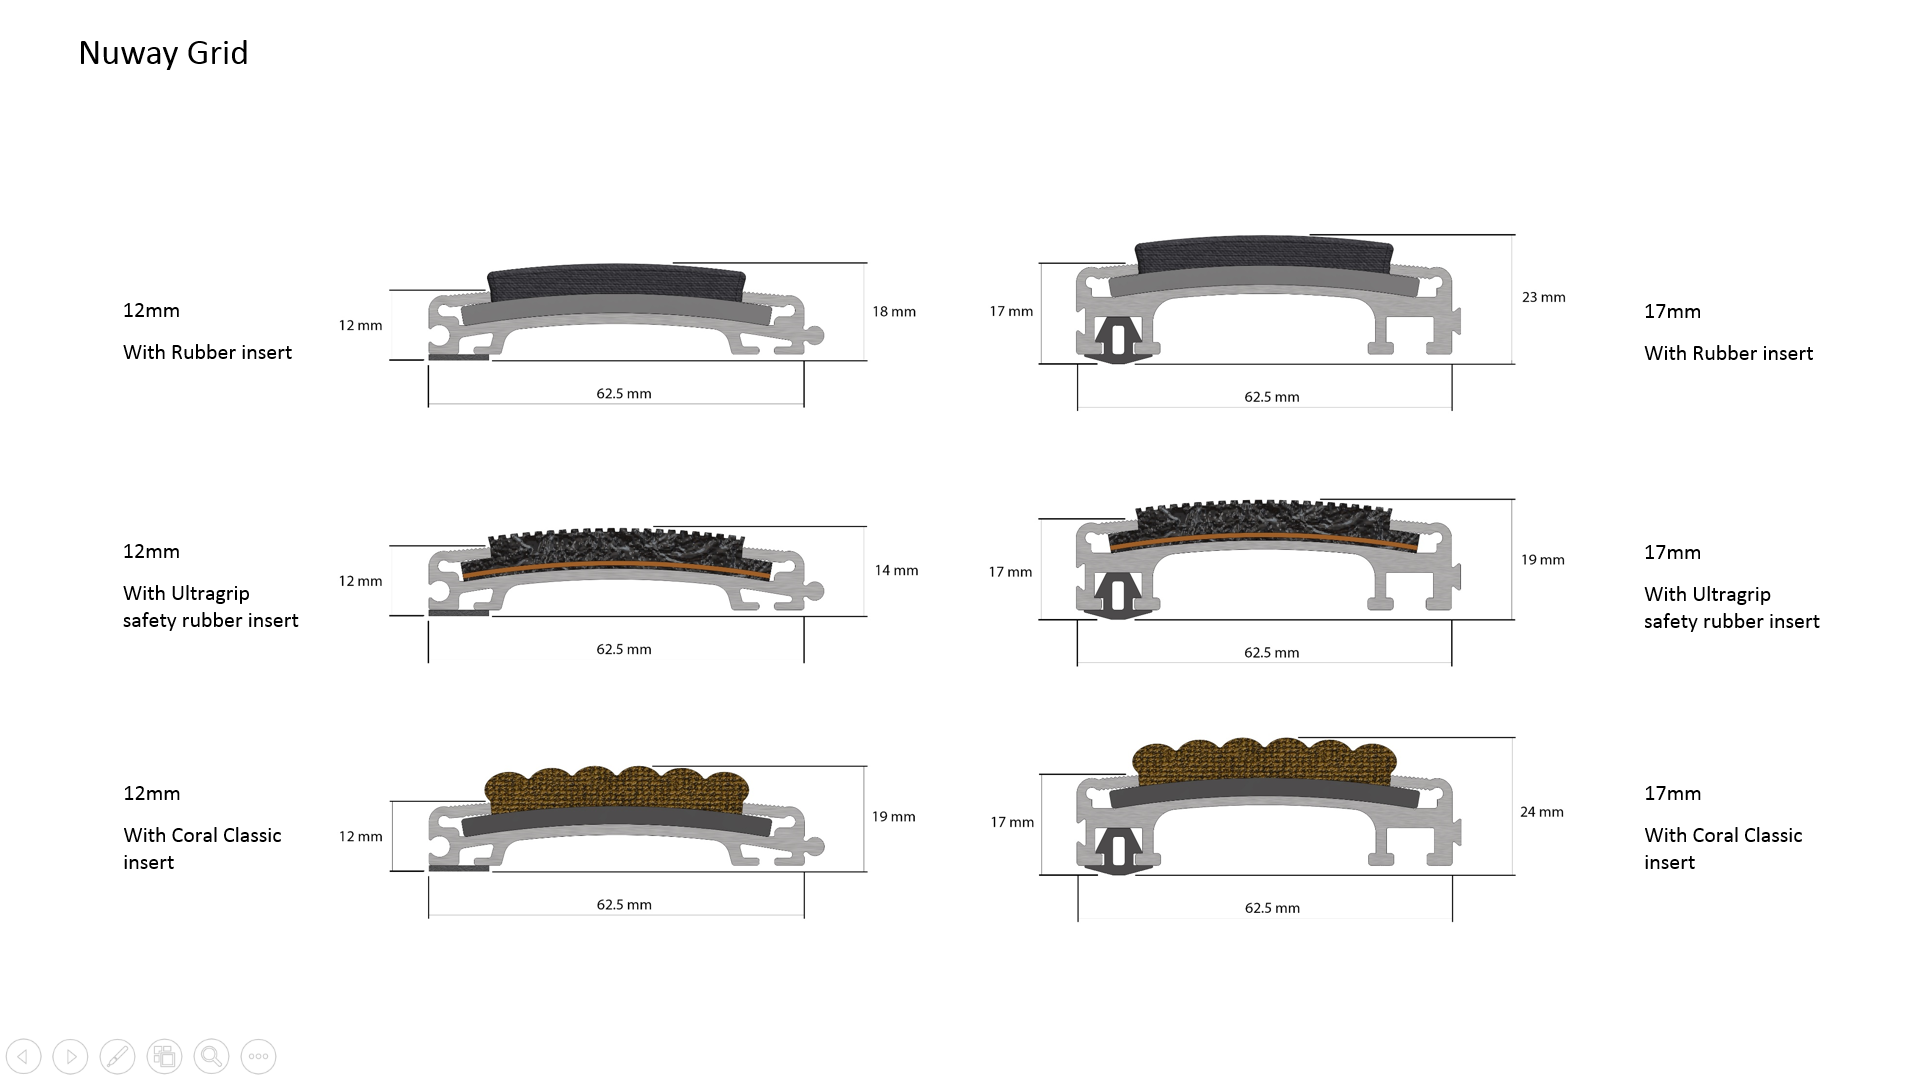 Nuway Grid
12mm
With Rubber insert
12 mm
18 mm
62.5 mm
17 mm
23 mm
62.5 mm
17mm
With Rubber insert
12mm
With Ultragrip
safety rubber insert
12 mm
14 mm
62.5 mm
17 mm
19 mm
62.5 mm
17mm
With Ultragrip
safety rubber insert
12mm
With Coral Classic
insert
12 mm
19 mm
62.5 mm
17 mm
24 mm
62.5 mm
17mm
With Coral Classic
insert